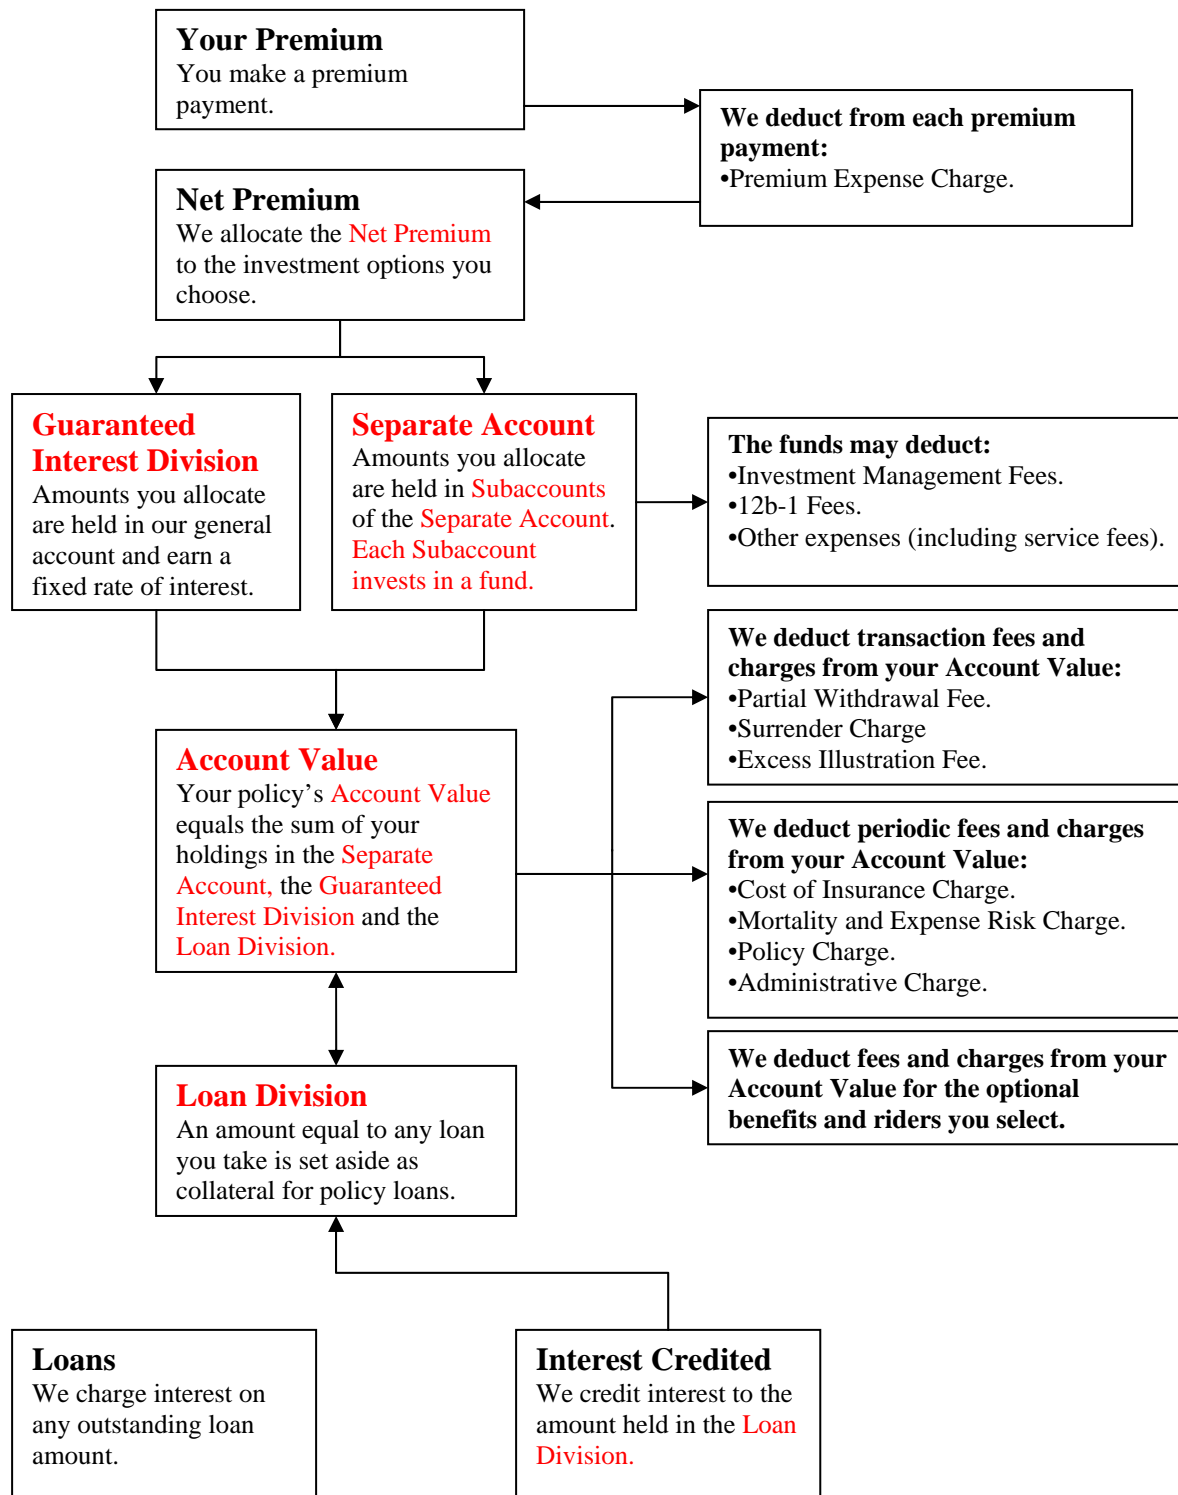 Your Premium
You make a premium
payment.
We deduct from each premium
payment:
•Premium Expense Charge.
Net Premium
We allocate the Net Premium
to the investment options you
choose.
Guaranteed
Interest Division
Amounts you allocate
are held in our general
account and earn a
fixed rate of interest.
Separate Account
Amounts you allocate
are held in Subaccounts
of the Separate Account.
Each Subaccount
invests in a fund.
The funds may deduct:
•Investment Management Fees.
•12b-1 Fees.
•Other expenses (including service fees).
We deduct transaction fees and
charges from your Account Value:
•Partial Withdrawal Fee.
•Surrender Charge
•Excess Illustration Fee.
Account Value
Your policy’s Account Value
equals the sum of your
holdings in the Separate
Account, the Guaranteed
Interest Division and the
Loan Division.
We deduct periodic fees and charges
from your Account Value:
•Cost of Insurance Charge.
•Mortality and Expense Risk Charge.
•Policy Charge.
•Administrative Charge.
We deduct fees and charges from your
Account Value for the optional
benefits and riders you select.
Loan Division
An amount equal to any loan
you take is set aside as
collateral for policy loans.
Loans
We charge interest on
any outstanding loan
amount.
Interest Credited
We credit interest to the
amount held in the Loan
Division.